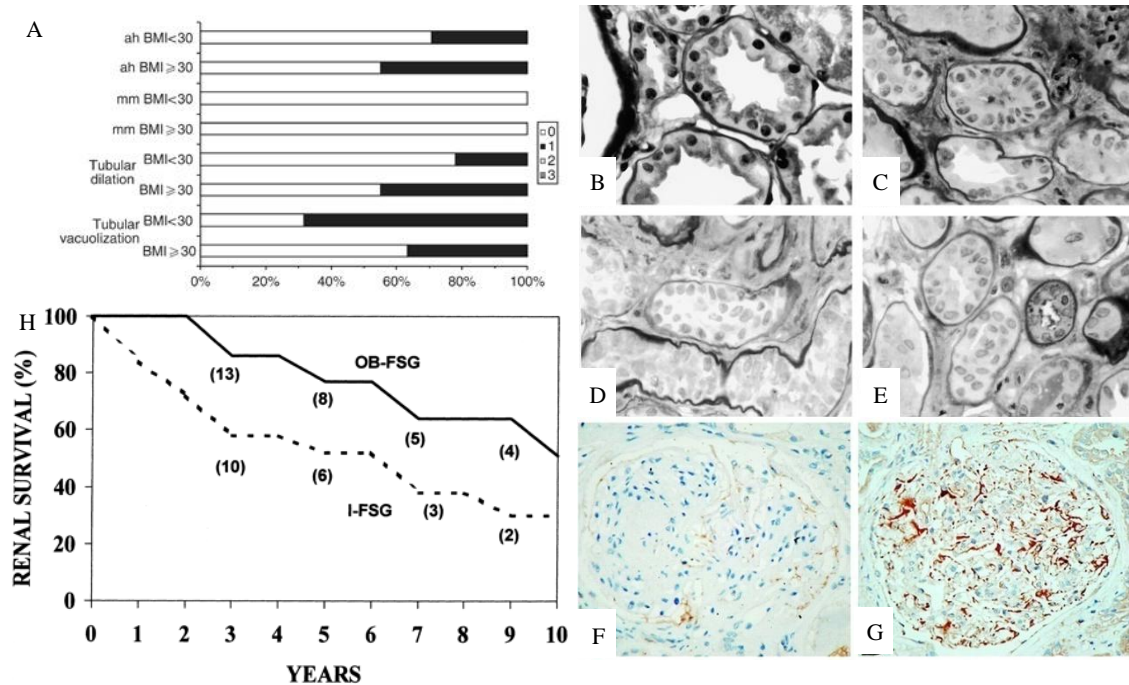 A
ah BMI<30
ah BMI⩾30
mm BMI<30
mm BMI⩾30
Tubular dilation
BMI<30
BMI⩾30
Tubular vacuolization
BMI<30
BMI⩾30
0% 20% 40% 60% 80% 100%
0
1
2
3
B
C
D
E
F
G
H
RENAL SURVIVAL (%)
100
80
60
40
20
0
OB-FSG
(13)
(8)
(5)
(4)
I-FSG
(10)
(6)
(3)
(2)
0 1 2 3 4 5 6 7 8 9 10
YEARS